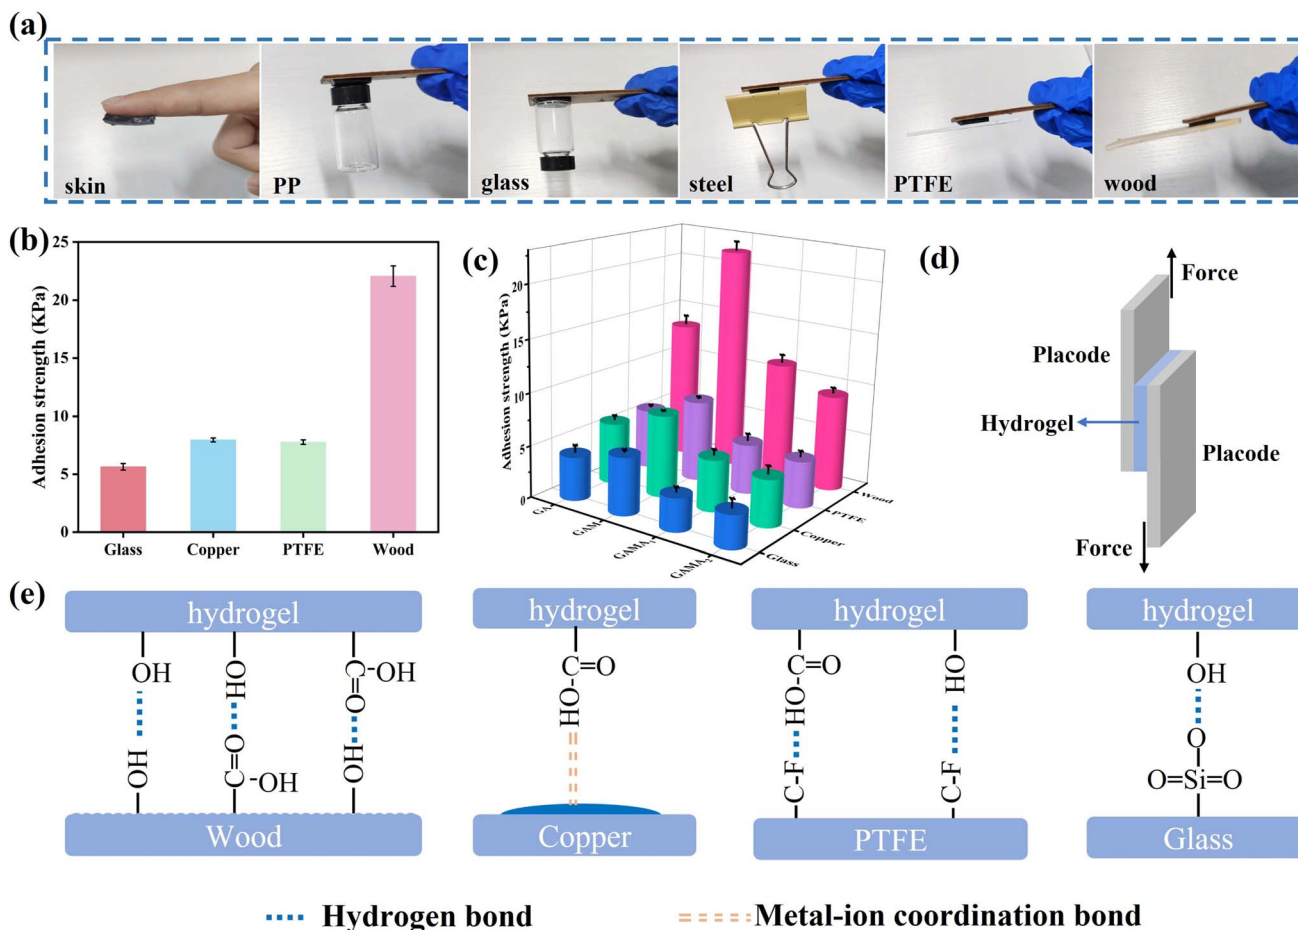 (a)
skin
PP
glass
steel
PTFE
wood
(b)
Adhesion strength (KPa)
25
20
15
10
5
0
Glass
Copper
PTFE
Wood
(c)
Adhesion strength (KPa)
20
15
10
5
0
GA
GAM
GAMA1
GAMA2
Glass
Copper
PTFE
Wood
(d)
Force
Placode
Hydrogel
Placode
Force
(e)
hydrogel
OH
HO
C-OH
O
OH
C-OH
O
OH
Wood
hydrogel
C=O
HO
Copper
hydrogel
C=O
HO
HO
C-F
C-F
PTFE
hydrogel
OH
O
O=Si=O
Glass
Hydrogen bond
Metal-ion coordination bond